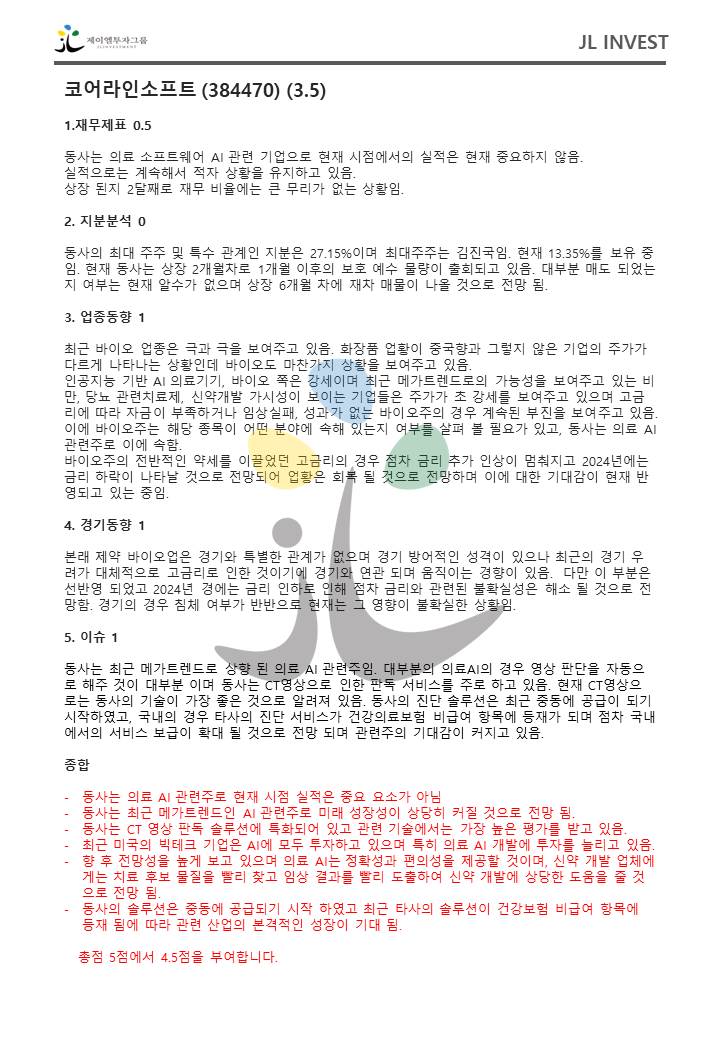 제이엘투자그룹
JLINVESTMENT
JL INVEST
코어라인소프트 (384470) (3.5)
1.재무제표 0.5
동사는 의료 소프트웨어 AI 관련 기업으로 현재 시점에서의 실적은 현재 중요하지 않음.
실적으로는 계속해서 적자 상황을 유지하고 있음.
상장 된지 2달째로 재무 비율에는 큰 무리가 없는 상황임.
2. 지분분석 0
동사의 최대 주주 및 특수 관계인 지분은 27.15%이며 최대주주는 김진국임. 현재 13.35%를 보유 중
임. 현재 동사는 상장 2개월차로 1개월 이후의 보호 예수 물량이 출회되고 있음. 대부분 매도 되었는
지 여부는 현재 알수가 없으며 상장 6개월 차에 재차 매물이 나올 것으로 전망 됨.
3. 업종동향 1
최근 바이오 업종은 극과 극을 보여주고 있음. 화장품 업황이 중국향과 그렇지 않은 기업의 주가가
다르게 나타나는 상황인데 바이오도 마찬가지 상황을 보여주고 있음.
인공지능 기반 AI 의료기기, 바이오 쪽은 강세이며 최근 메가트렌드로의 가능성을 보여주고 있는 비
만, 당뇨 관련치료제, 신약개발 가시성이 보이는 기업들은 주가가 초 강세를 보여주고 있으며 고금
리에 따라 자금이 부족하거나 임상실패, 성과가 없는 바이오주의 경우 계속된 부진을 보여주고 있음.
이에 바이오주는 해당 종목이 어떤 분야에 속해 있는지 여부를 살펴 볼 필요가 있고, 동사는 의료 AI
관련주로 이에 속함.
바이오주의 전반적인 약세를 이끌었던 고금리의 경우 점차 금리 추가 인상이 멈춰지고 2024년에는
금리 하락이 나타날 것으로 전망되어 업황은 회복 될 것으로 전망하며 이에 대한 기대감이 현재 반
영되고 있는 중임.
4. 경기동향 1
본래 제약 바이오업은 경기와 특별한 관계가 없으며 경기 방어적인 성격이 있으나 최근의 경기 우
려가 대체적으로 고금리로 인한 것이기에 경기와 연관 되며 움직이는 경향이 있음. 다만 이 부분은
선반영 되었고 2024년 경에는 금리 인하로 인해 점차 금리와 관련된 불확실성은 해소 될 것으로 전
망함. 경기의 경우 침체 여부가 반반으로 현재는 그 영향이 불확실한 상황임.
5. 이슈 1
동사는 최근 메가트렌드로 상향 된 의료 AI 관련주임. 대부분의 의료AI의 경우 영상 판단을 자동으
로 해주 것이 대부분 이며 동사는 CT영상으로 인한 판독 서비스를 주로 하고 있음. 현재 CT영상으
로는 동사의 기술이 가장 좋은 것으로 알려져 있음. 동사의 진단 솔루션은 최근 중동에 공급이 되기
시작하였고, 국내의 경우 타사의 진단 서비스가 건강의료보험 비급여 항목에 등재가 되며 점차 국내
에서의 서비스 보급이 확대 될 것으로 전망 되며 관련주의 기대감이 커지고 있음.
종합
- 동사는 의료 AI 관련주로 현재 시점 실적은 중요 요소가 아님
- 동사는 최근 메가트렌드인 AI 관련주로 미래 성장성이 상당히 커질 것으로 전망 됨.
- 동사는 CT 영상 판독 솔루션에 특화되어 있고 관련 기술에서는 가장 높은 평가를 받고 있음.
- 최근 미국의 빅테크 기업은 AI에 모두 투자하고 있으며 특히 의료 AI 개발에 투자를 늘리고 있음.
- 향 후 전망성을 높게 보고 있으며 의료 AI는 정확성과 편의성을 제공할 것이며, 신약 개발 업체에
게는 치료 후보 물질을 빨리 찾고 임상 결과를 빨리 도출하여 신약 개발에 상당한 도움을 줄 것
으로 전망 됨.
- 동사의 솔루션은 중동에 공급되기 시작 하였고 최근 타사의 솔루션이 건강보험 비급여 항목에
등재 됨에 따라 관련 산업의 본격적인 성장이 기대 됨.
총점 5점에서 4.5점을 부여합니다.